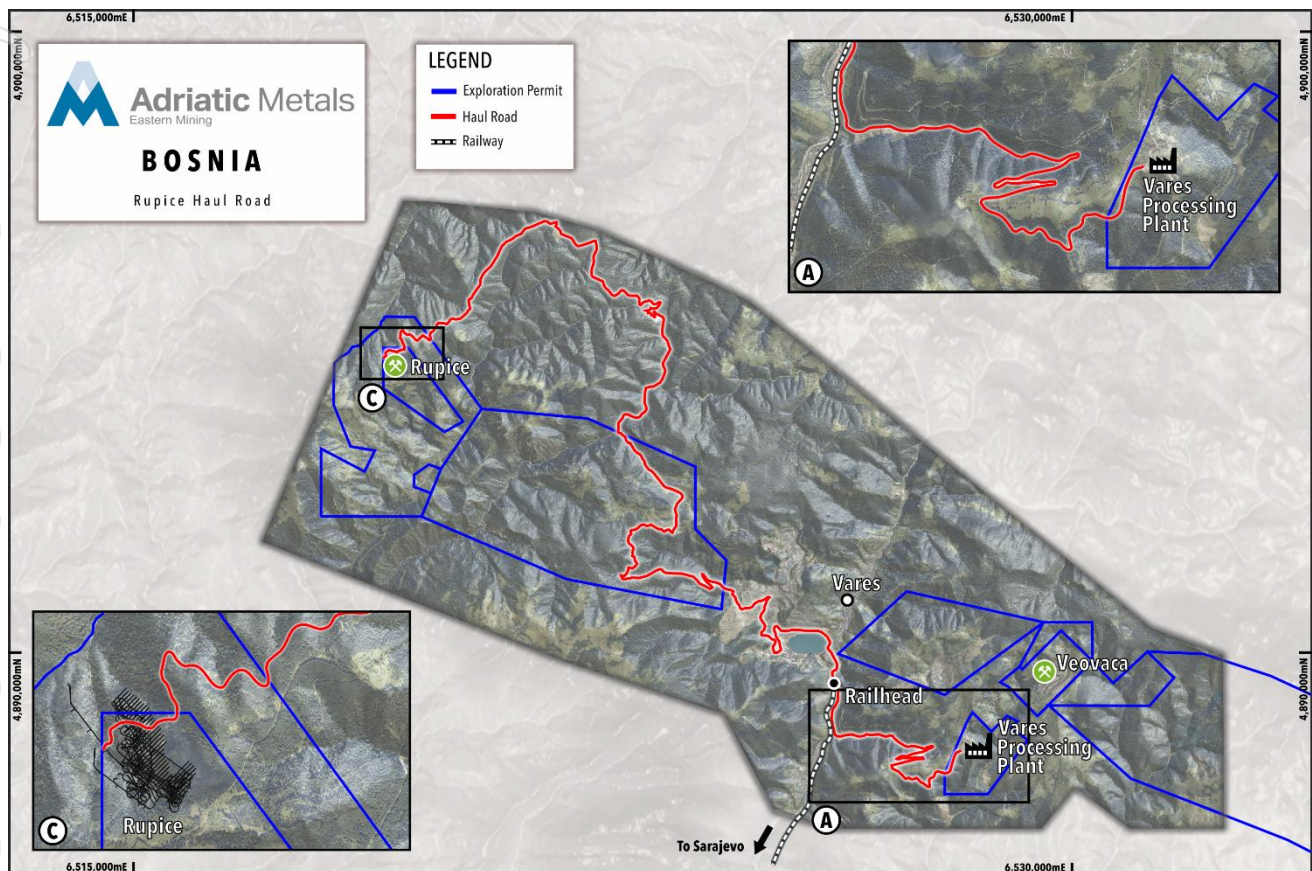 6,515,000mE
6,530,000mE
4,900,000mN
4,900,000mN
Adriatic Metals
Eastern Mining
BOSNIA
Rupice Haul Road
LEGEND
Exploration Permit
Haul Road
Railway
Vares
Processing
Plant
A
Rupice
C
Vares
Veovaca
Railhead
Vares
Processing
Plant
A
4,890,000mN
4,890,000mN
Rupice
C
To Sarajevo
6,515,000mE
6,530,000mE